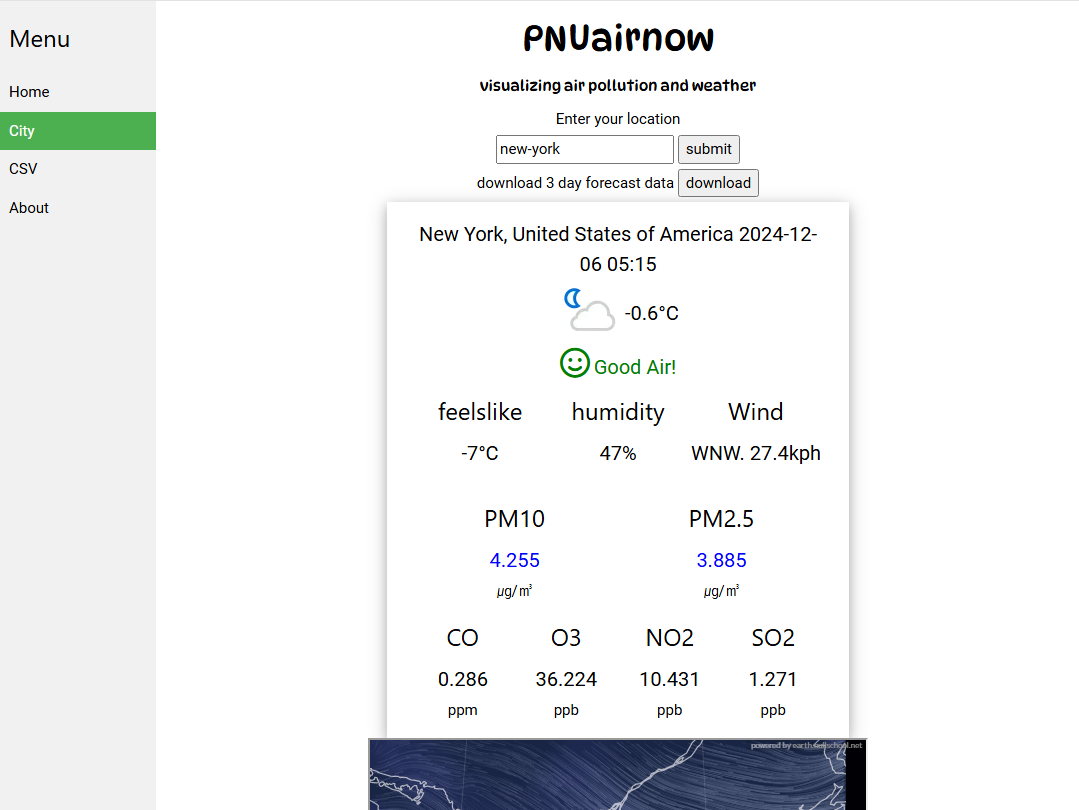 Menu
Home
City
CSV
About
PNUairnow
visualizing air pollution and weather
Enter your location
new-york submit
download 3 day forecast data download
New York, United States of America 2024-12-
06 05:15
-0.6°C
Good Air!
feelslike humidity Wind
-7°C 47% WNW. 27.4kph
PM10 PM2.5
4.255 3.885
㎍/㎥ ㎍/㎥
CO O3 NO2 SO2
0.286 36.224 10.431 1.271
ppm ppb ppb ppb
powered by earth.nullschool.net